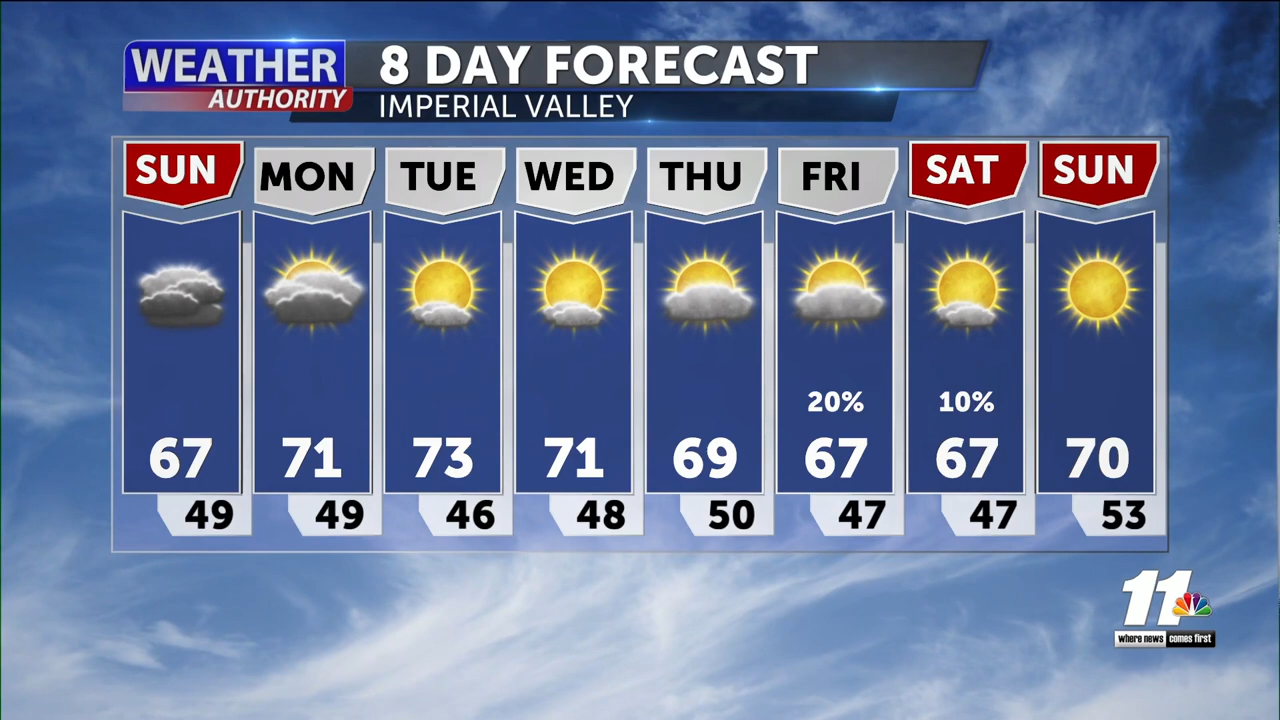 WEATHER
AUTHORITY
8 DAY FORECAST
IMPERIAL VALLEY
SUN MON TUE WED THU FRI SAT SUN
20% 10%
67 71 73 71 69 67 67 70
49 49 46 48 50 47 47 53
11
where news comes first